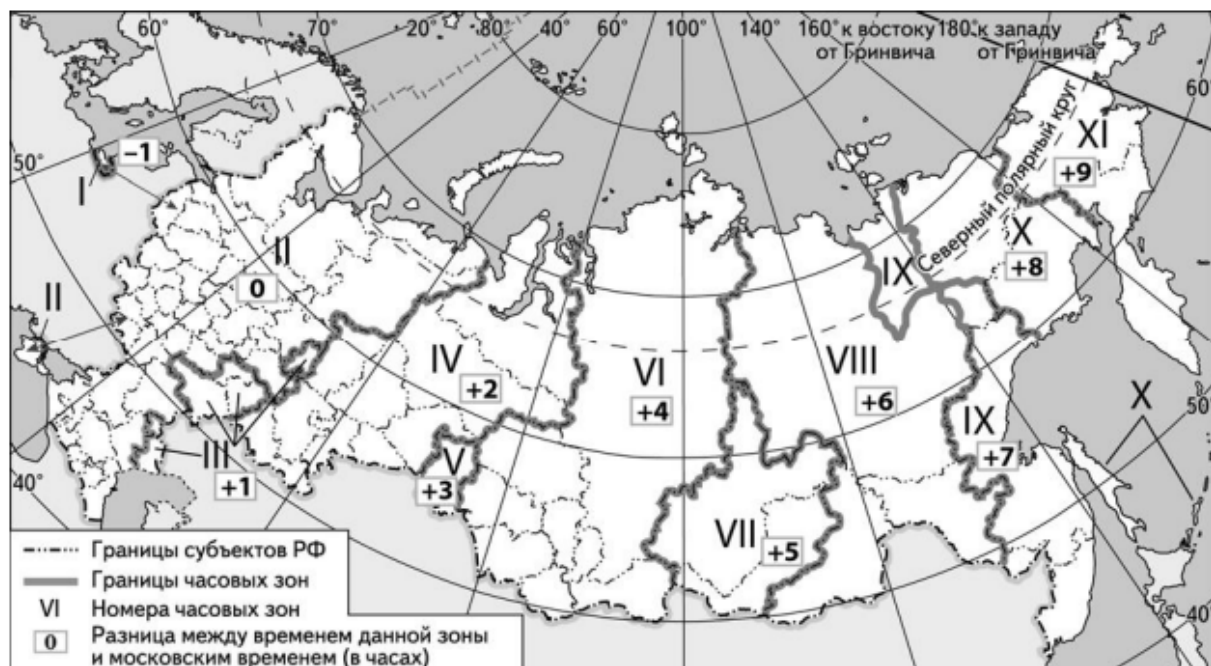 60° 70° 80° 60° 80° 100° 140° 160° к востоку 180° к западу
от Гринвича от Гринвича
60°
50°
–1
I
Северный полярный круг
XI
+9
II
0
IX
X
+8
II
IV
+2
VI
+4
VIII
+6
X
50°
IX
+7
40°
III
+1
V
+3
VII
+5
40°
Границы субъектов РФ
Границы часовых зон
VI Номера часовых зон
0 Разница между временем данной зоны
и московским временем (в часах)